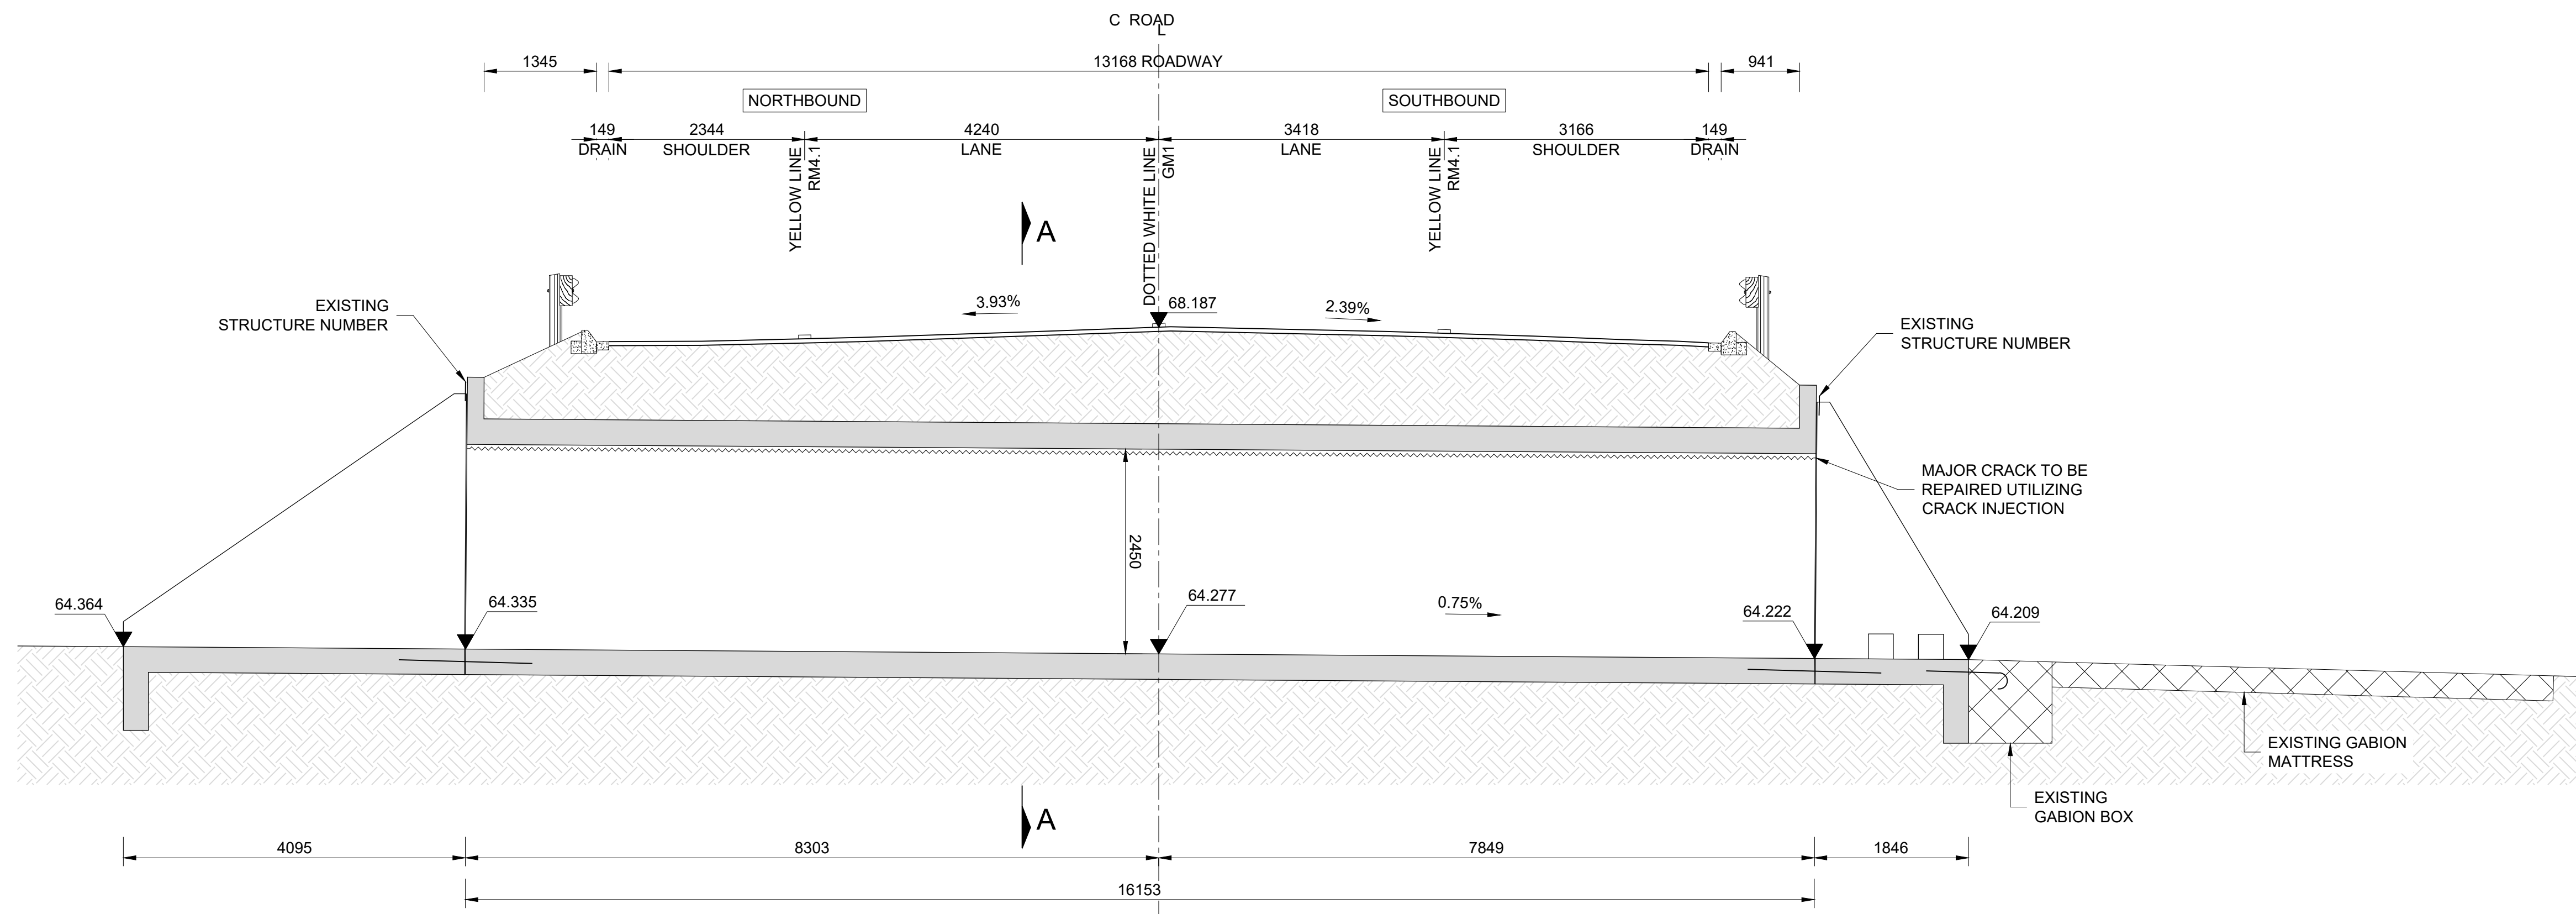 C ROAD
L
1345
13168 ROADWAY
941
NORTHBOUND
SOUTHBOUND
149
2344
4240
3418
3166
149
DRAIN
SHOULDER
LANE
LANE
SHOULDER
DRAIN
YELLOW LINE
RM4.1
DOTTED WHITE LINE
GM1
YELLOW LINE
RM4.1
A
EXISTING
STRUCTURE NUMBER
3.93%
68.187
2.39%
EXISTING
STRUCTURE NUMBER
MAJOR CRACK TO BE
REPAIRED UTILIZING
CRACK INJECTION
2450
64.364
64.335
64.277
0.75%
64.222
64.209
EXISTING GABION
MATTRESS
EXISTING
GABION BOX
A
4095
8303
7849
1846
16153